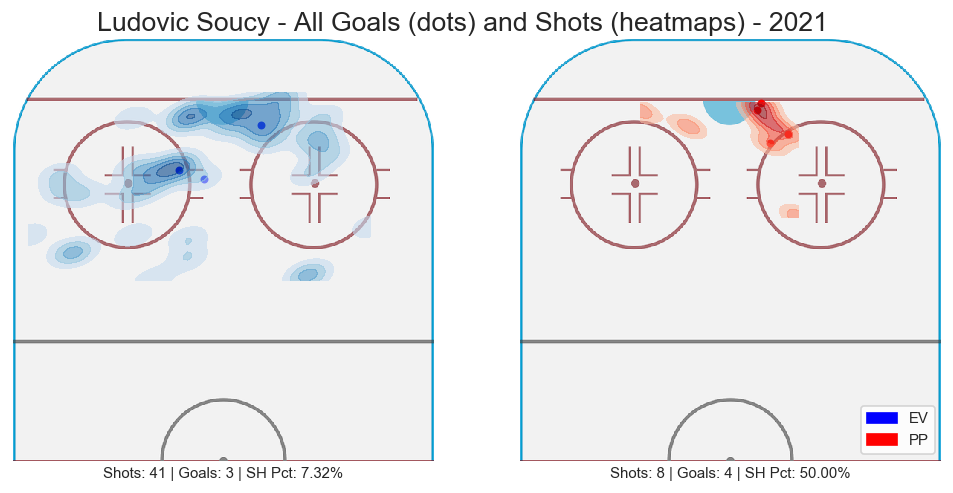 Ludovic Soucy - All Goals (dots) and Shots (heatmaps) - 2021
EV
PP
Shots: 41 | Goals: 3 | SH Pct: 7.32%
Shots: 8 | Goals: 4 | SH Pct: 50.00%